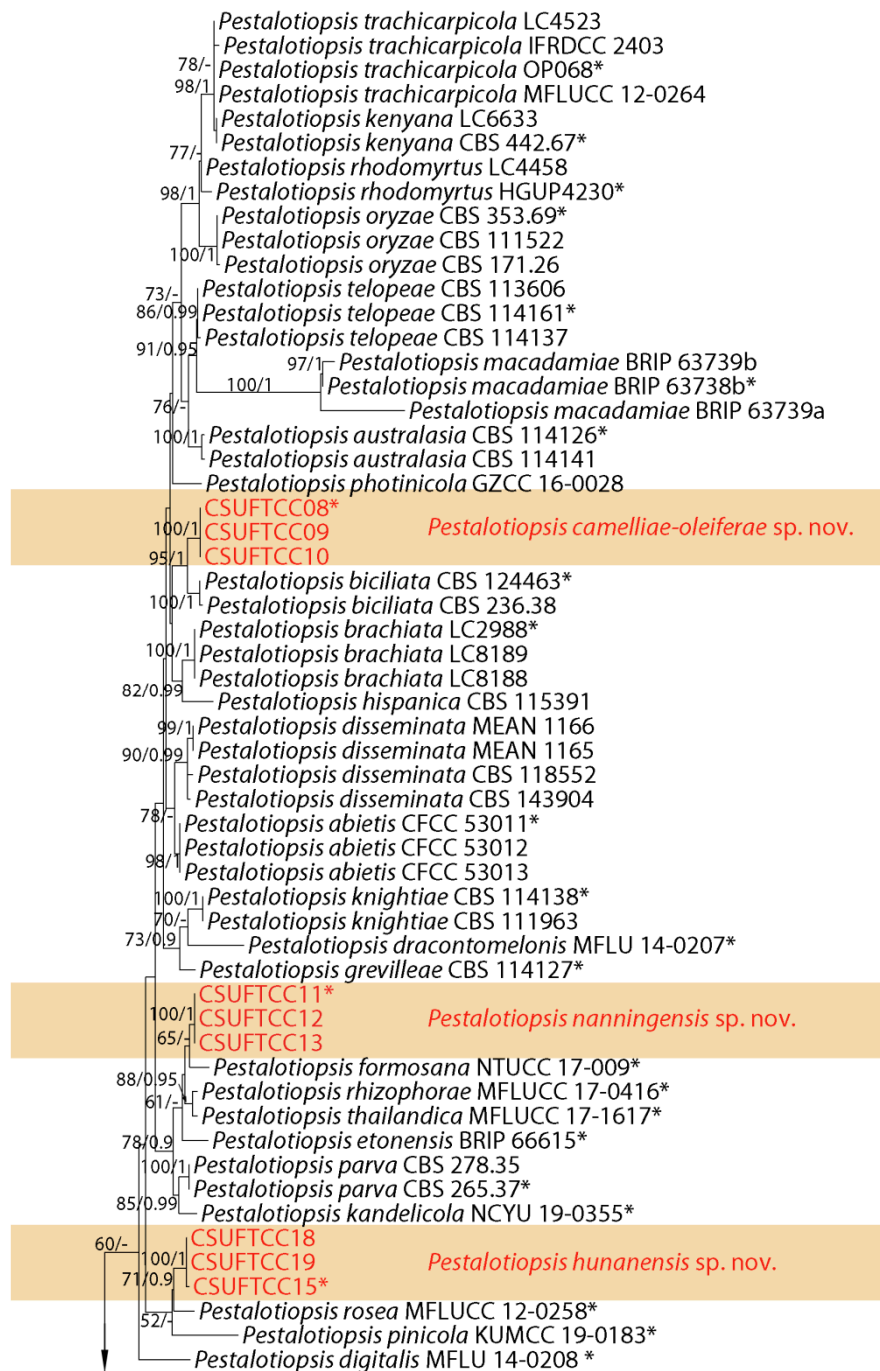 Pestalotiopsis trachicarpicola LC4523
Pestalotiopsis trachicarpicola IFRDCC 2403
78/-
Pestalotiopsis trachicarpicola OP068*
98/1
Pestalotiopsis trachicarpicola MFLUCC 12-0264
Pestalotiopsis kenyana LC6633
Pestalotiopsis kenyana CBS 442.67*
77/-
Pestalotiopsis rhodomyrtus LC4458
98/1
Pestalotiopsis rhodomyrtus HGUP4230*
Pestalotiopsis oryzae CBS 353.69*
Pestalotiopsis oryzae CBS 111522
100/1
Pestalotiopsis oryzae CBS 171.26
73/-
Pestalotiopsis telopeae CBS 113606
86/0.99
Pestalotiopsis telopeae CBS 114161*
Pestalotiopsis telopeae CBS 114137
91/0.95
97/1
Pestalotiopsis macadamiae BRIP 63739b
100/1
Pestalotiopsis macadamiae BRIP 63738b*
Pestalotiopsis macadamiae BRIP 63739a
76/-
100/1
Pestalotiopsis australasia CBS 114126*
Pestalotiopsis australasia CBS 114141
Pestalotiopsis photinicola GZCC 16-0028
CSUFTCC08*
100/1
CSUFTCC09 Pestalotiopsis camelliae-oleiferae sp. nov.
95/1
CSUFTCC10
Pestalotiopsis biciliata CBS 124463*
100/1
Pestalotiopsis biciliata CBS 236.38
Pestalotiopsis brachiata LC2988*
100/1
Pestalotiopsis brachiata LC8189
Pestalotiopsis brachiata LC8188
82/0.99
Pestalotiopsis hispanica CBS 115391
99/1
Pestalotiopsis disseminata MEAN 1166
90/0.99
Pestalotiopsis disseminata MEAN 1165
Pestalotiopsis disseminata CBS 118552
Pestalotiopsis disseminata CBS 143904
78/-
Pestalotiopsis abietis CFCC 53011*
Pestalotiopsis abietis CFCC 53012
98/1
Pestalotiopsis abietis CFCC 53013
100/1
Pestalotiopsis knightiae CBS 114138*
70/-
Pestalotiopsis knightiae CBS 111963
73/0.9
Pestalotiopsis dracontomelonis MFLU 14-0207*
Pestalotiopsis grevilleae CBS 114127*
CSUFTCC11*
100/1
CSUFTCC12 Pestalotiopsis nanningensis sp. nov.
65/-
CSUFTCC13
Pestalotiopsis formosana NTUCC 17-009*
88/0.95
Pestalotiopsis rhizophorae MFLUCC 17-0416*
61/-
Pestalotiopsis thailandica MFLUCC 17-1617*
78/0.9
Pestalotiopsis etonensis BRIP 66615*
100/1
Pestalotiopsis parva CBS 278.35
Pestalotiopsis parva CBS 265.37*
85/0.99
Pestalotiopsis kandelicola NCYU 19-0355*
60/-
CSUFTCC18
100/1
CSUFTCC19 Pestalotiopsis hunanensis sp. nov.
71/0.9
CSUFTCC15*
Pestalotiopsis rosea MFLUCC 12-0258*
52/-
Pestalotiopsis pinicola KUMCC 19-0183*
Pestalotiopsis digitalis MFLU 14-0208 *